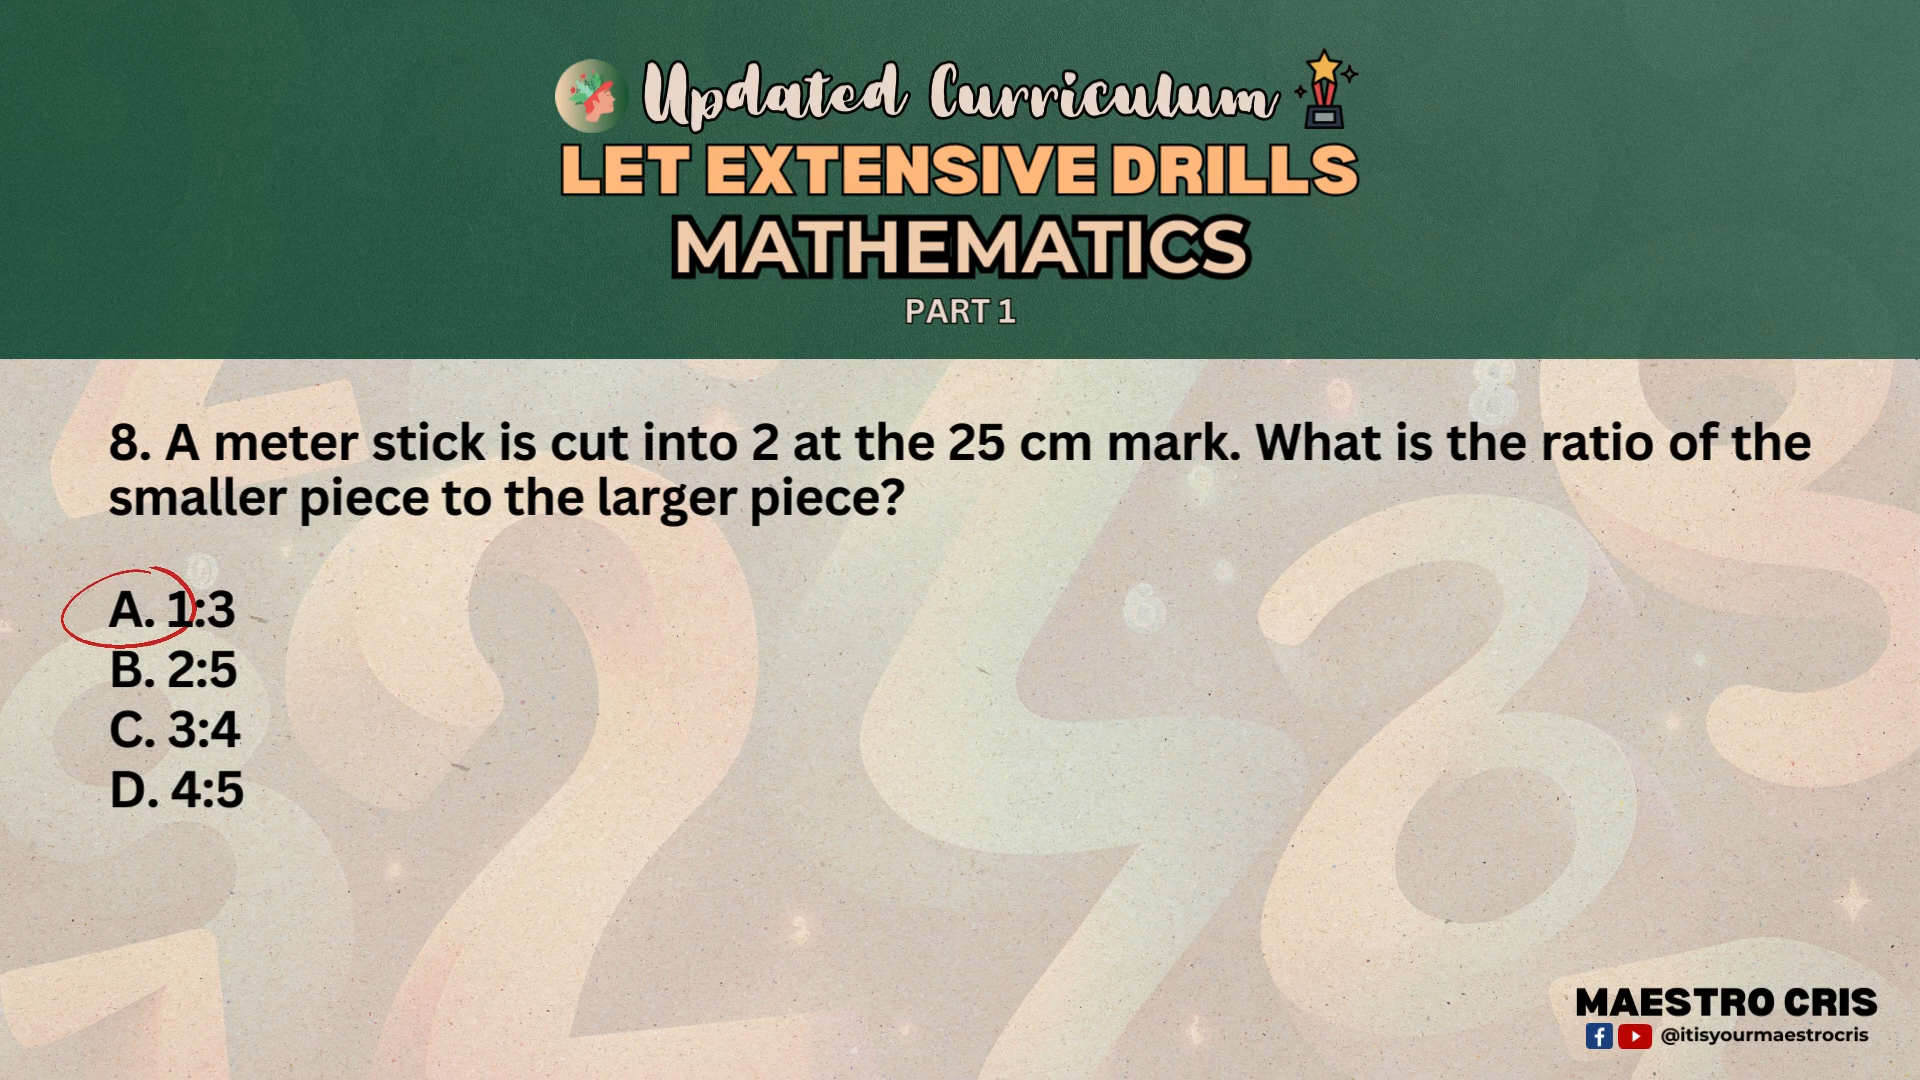 Updated Curriculum
LET EXTENSIVE DRILLS
MATHEMATICS
PART 1
8. A meter stick is cut into 2 at the 25 cm mark. What is the ratio of the
smaller piece to the larger piece?
A. 1:3
B. 2:5
C. 3:4
D. 4:5
MAESTRO CRIS
@itisyourmaestrocris